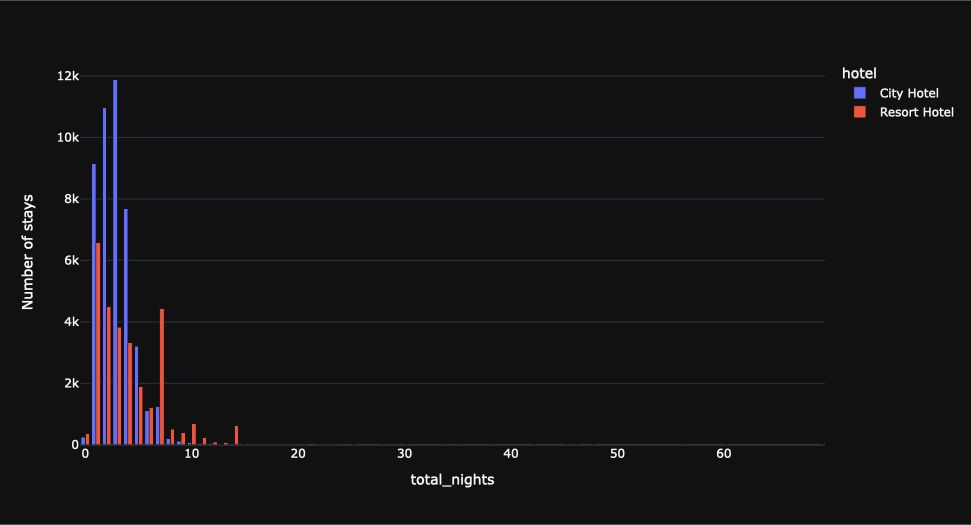 hotel
City Hotel
Resort Hotel
Number of stays
12k
10k
8k
6k
4k
2k
0
0 10 20 30 40 50 60
total_nights